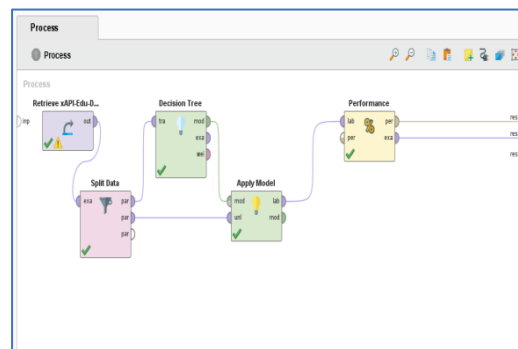 Process
Process
Process
Retrieve xAPI-Edu-D...
inp
out
Decision Tree
tra
mod
exa
wei
Performance
lab
per
per
exa
res
res
res
Split Data
exa
par
par
par
Apply Model
mod
lab
unl
mod